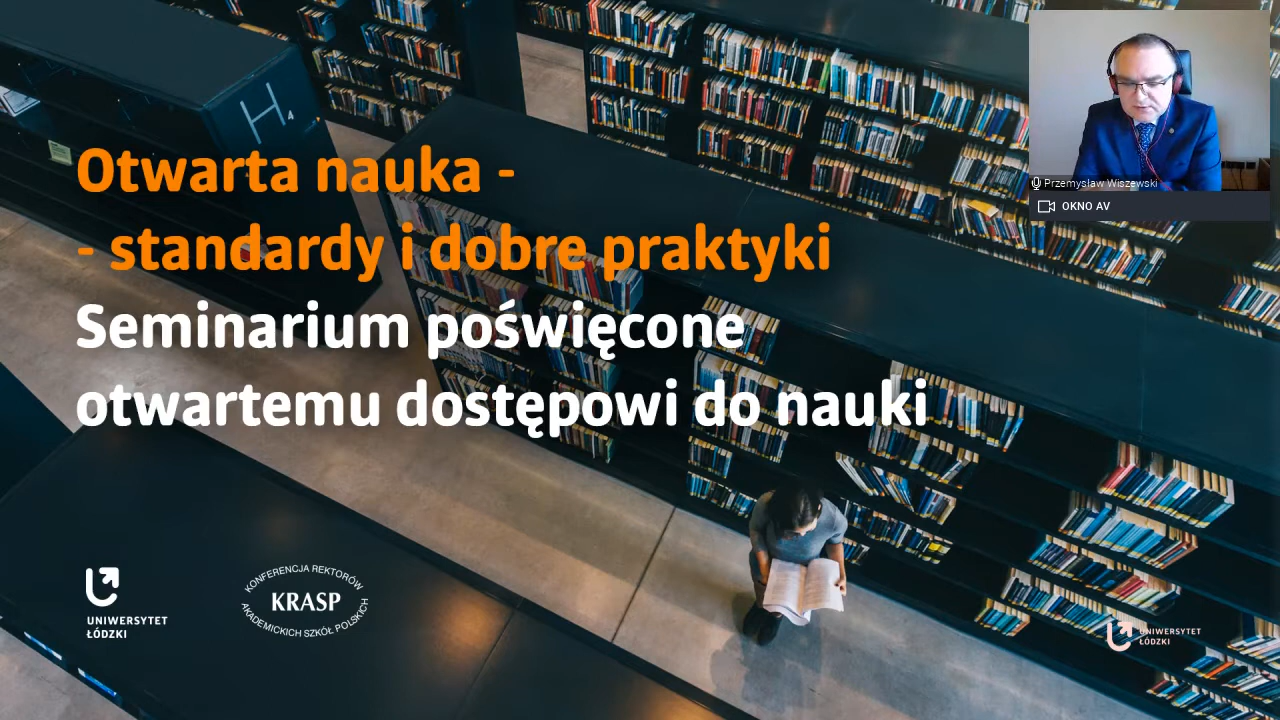 Otwarta nauka -
- standardy i dobre praktyki
Seminarium poświęcone
otwartemu dostępowi do nauki
H4
Przemysław Wiszewski
OKNO AV
UNIWERSYTET
ŁÓDZKI
KONFERENCJA REKTORÓW
KRASP
AKADEMICKICH SZKÓŁ POLSKICH
UNIWERSYTET
ŁÓDZKI